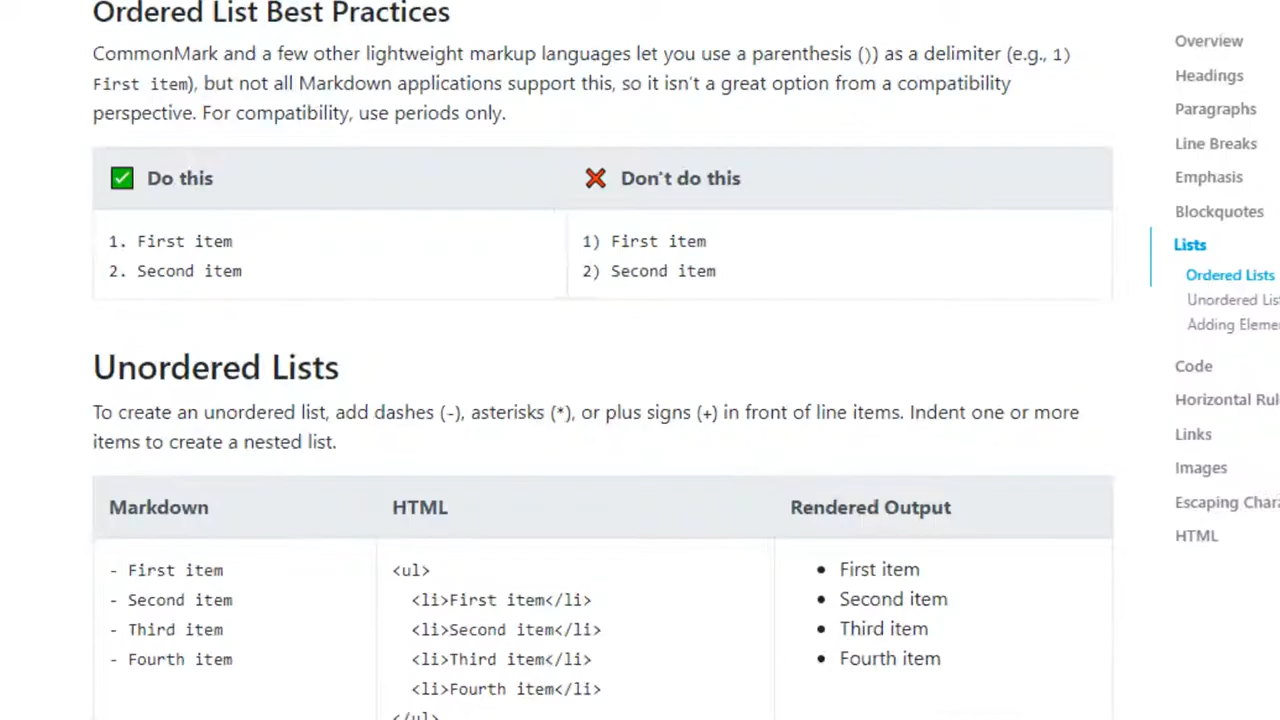 Ordered List Best Practices
CommonMark and a few other lightweight markup languages let you use a parenthesis ()) as a delimiter (e.g., 1)
First item), but not all Markdown applications support this, so it isn't a great option from a compatibility
perspective. For compatibility, use periods only.
✅ Do this
❌ Don't do this
1. First item
2. Second item
1) First item
2) Second item
Unordered Lists
To create an unordered list, add dashes (-), asterisks (*), or plus signs (+) in front of line items. Indent one or more
items to create a nested list.
Markdown
HTML
Rendered Output
- First item
- Second item
- Third item
- Fourth item
<ul>
<li>First item</li>
<li>Second item</li>
<li>Third item</li>
<li>Fourth item</li>
</ul>
• First item
• Second item
• Third item
• Fourth item
Overview
Headings
Paragraphs
Line Breaks
Emphasis
Blockquotes
Lists
Ordered Lists
Unordered
Adding
Code
Horizontal
Links
Images
Escaping
HTML